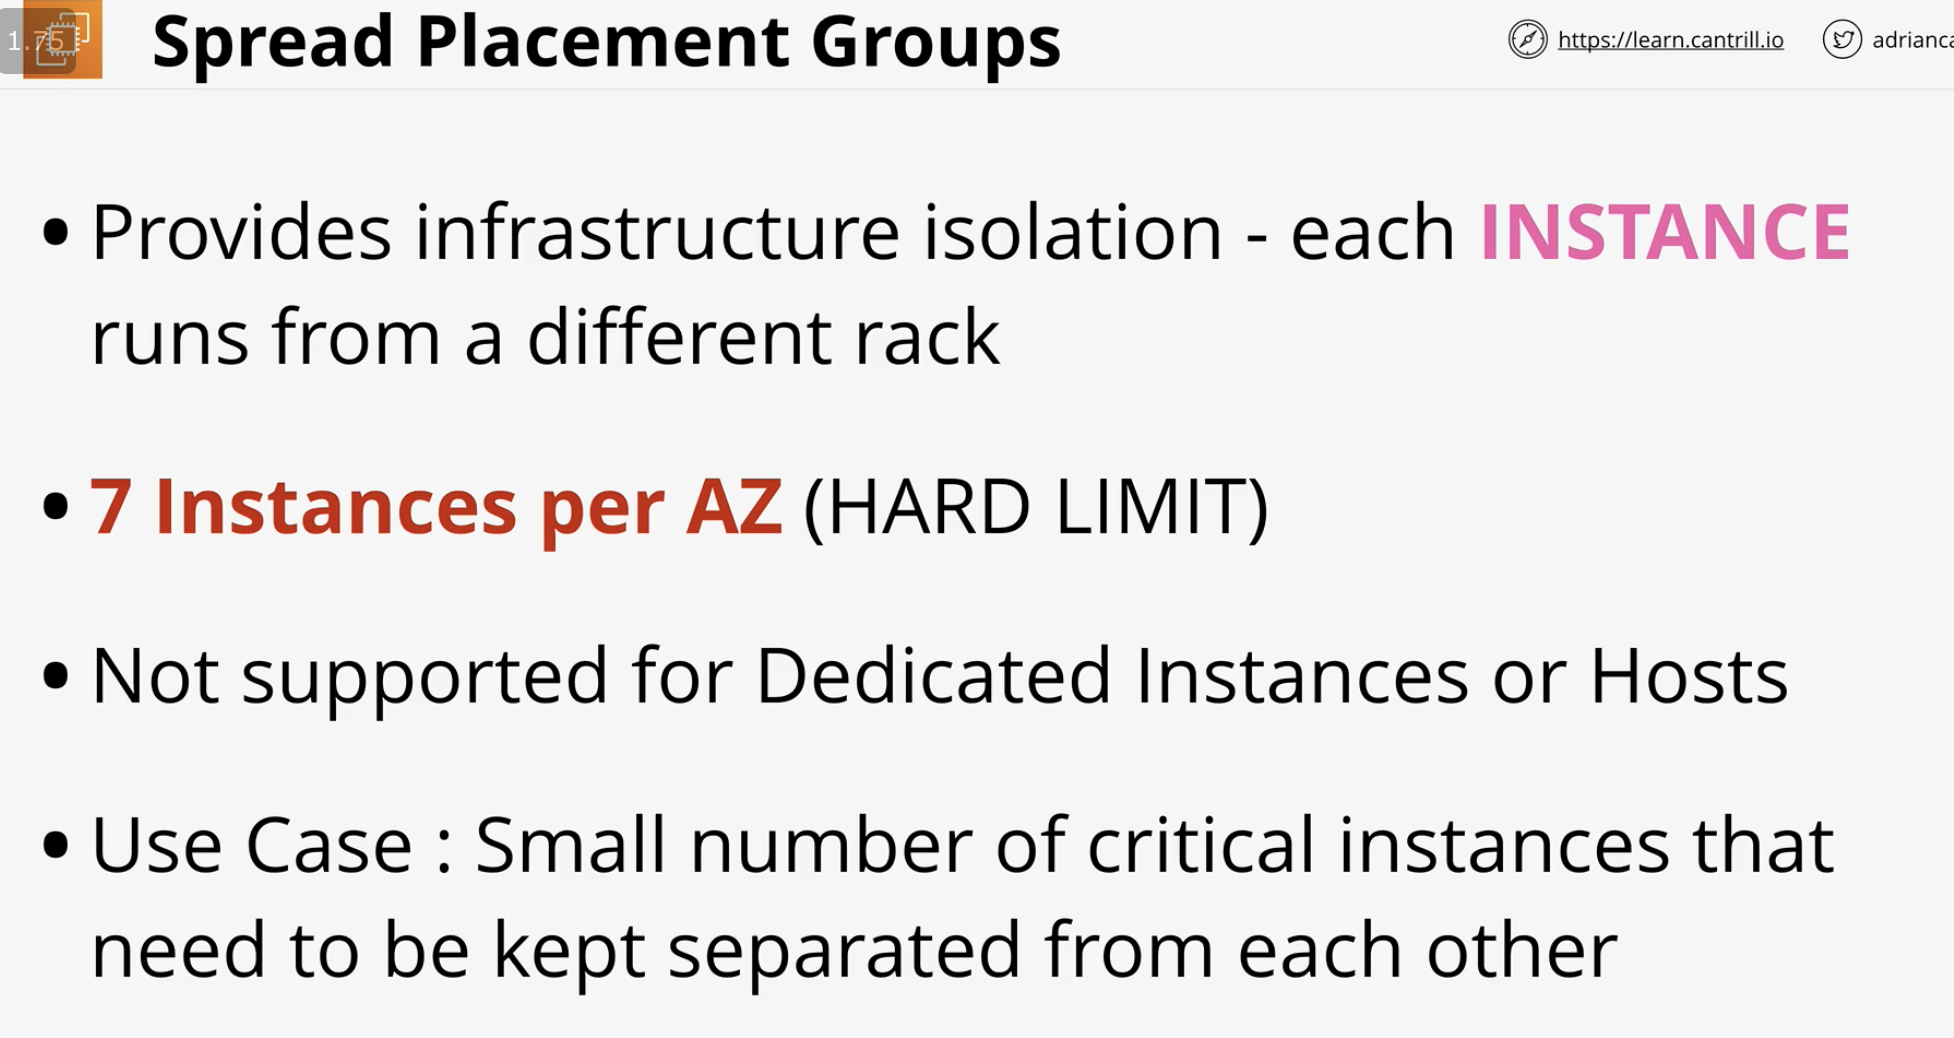 1.75
Spread Placement Groups
https://learn.cantrill.io
adrianca
• Provides infrastructure isolation - each INSTANCE
runs from a different rack
• 7 Instances per AZ (HARD LIMIT)
• Not supported for Dedicated Instances or Hosts
• Use Case : Small number of critical instances that
need to be kept separated from each other